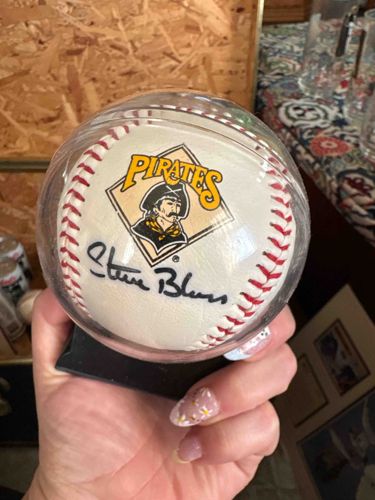 PIRATES
®
Steve Blass